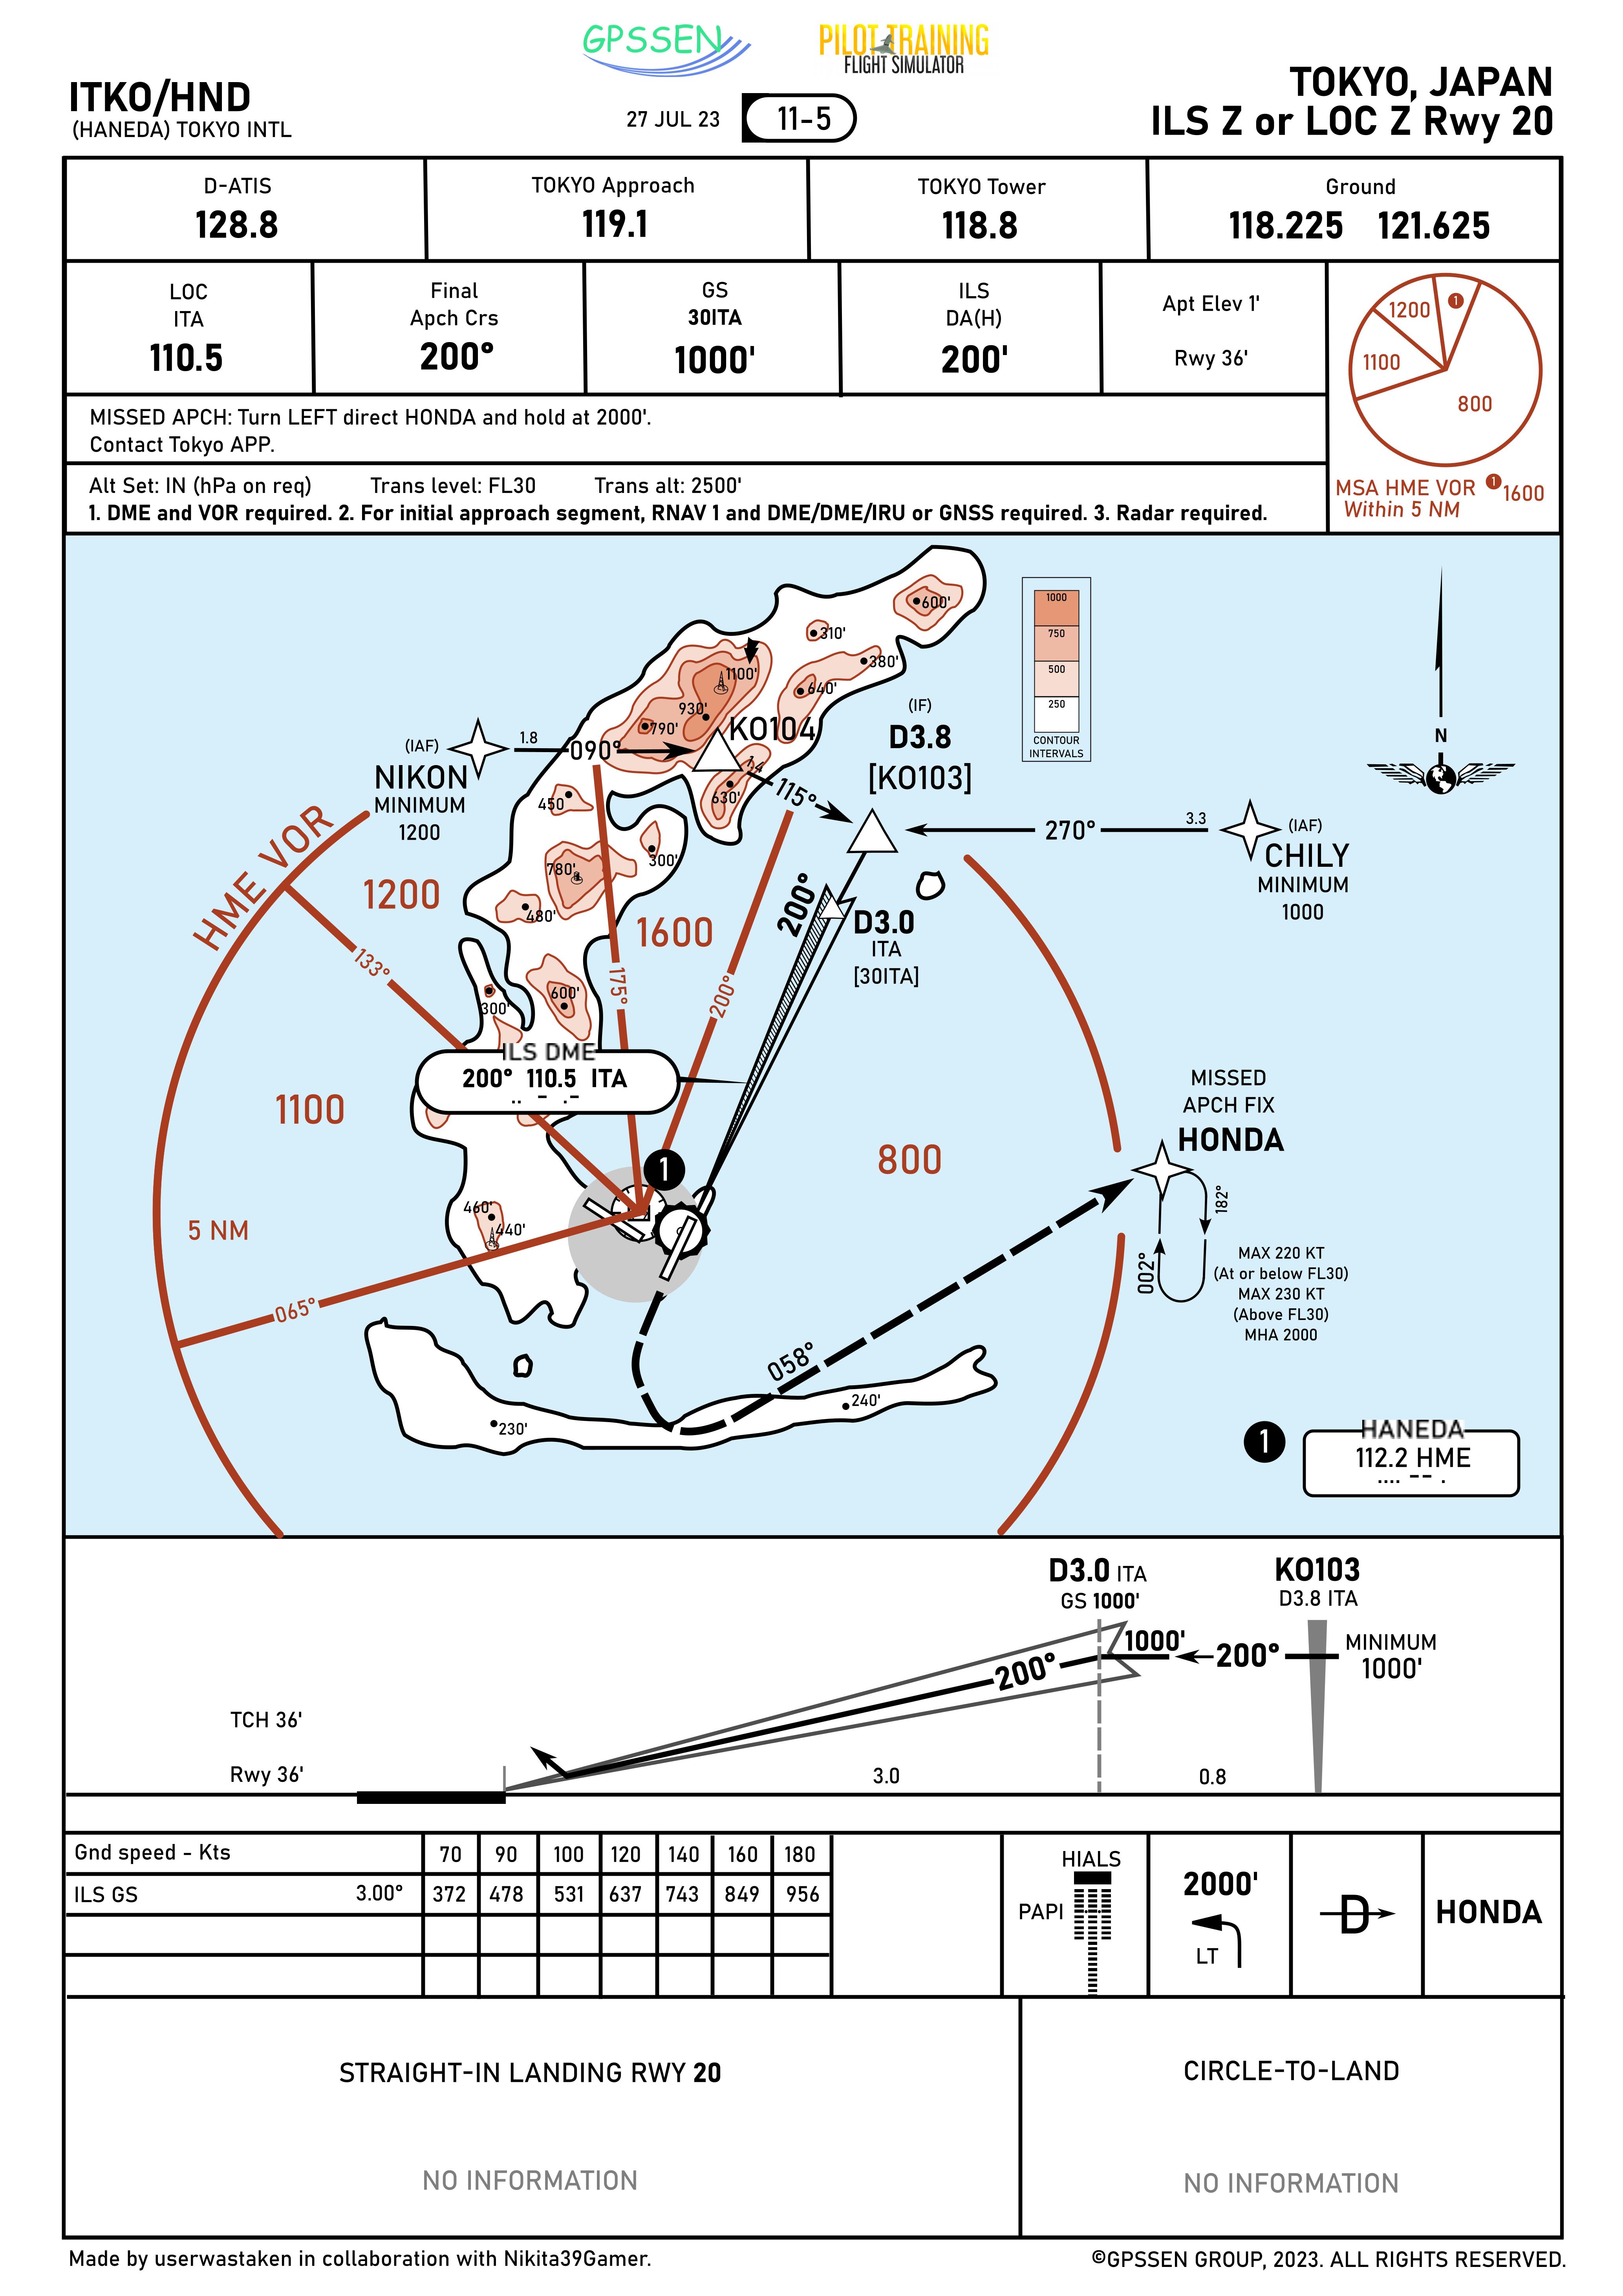 GPSSEN
PILOT TRAINING
FLIGHT SIMULATOR
ITKO/HND
(HANEDA) TOKYO INTL
27 JUL 23
11-5
TOKYO, JAPAN
ILS Z or LOC Z Rwy 20
D-ATIS
128.8
TOKYO Approach
119.1
TOKYO Tower
118.8
Ground
118.225 121.625
LOC
ITA
110.5
Final
Apch Crs
200°
GS
30ITA
1000'
ILS
DA(H)
200'
Apt Elev 1'
Rwy 36'
1200
1
1100
800
MSA HME VOR
Within 5 NM
1 1600
MISSED APCH: Turn LEFT direct HONDA and hold at 2000'.
Contact Tokyo APP.
Alt Set: IN (hPa on req) Trans level: FL30 Trans alt: 2500'
1. DME and VOR required. 2. For initial approach segment, RNAV 1 and DME/DME/IRU or GNSS required. 3. Radar required.
600'
310'
380'
640'
1100'
930'
790'
1000
750
500
250
CONTOUR
INTERVALS
N
(IAF)
NIKON
MINIMUM
1200
1.8
090°
KO104
1.4
115°
630'
(IF)
D3.8
[KO103]
270°
3.3
(IAF)
CHILY
MINIMUM
1000
450'
300'
780'
480'
HME VOR
1200
1600
200°
D3.0
ITA
[30ITA]
133°
175°
200°
300'
600'
ILS DME
200° 110.5 ITA
1100
800
MISSED
APCH FIX
HONDA
182°
002°
MAX 220 KT
(At or below FL30)
MAX 230 KT
(Above FL30)
MHA 2000
1
460'
440'
5 NM
065°
058°
240'
230'
1
HANEDA
112.2 HME
D3.0 ITA
GS 1000'
KO103
D3.8 ITA
1000'
200°
MINIMUM
1000'
200°
TCH 36'
Rwy 36'
3.0
0.8
Gnd speed - Kts 70 90 100 120 140 160 180
ILS GS 3.00° 372 478 531 637 743 849 956
HIALS
PAPI
2000'
LT
D
HONDA
STRAIGHT-IN LANDING RWY 20
NO INFORMATION
CIRCLE-TO-LAND
NO INFORMATION
Made by userwastaken in collaboration with Nikita39Gamer.
©GPSSEN GROUP, 2023. ALL RIGHTS RESERVED.